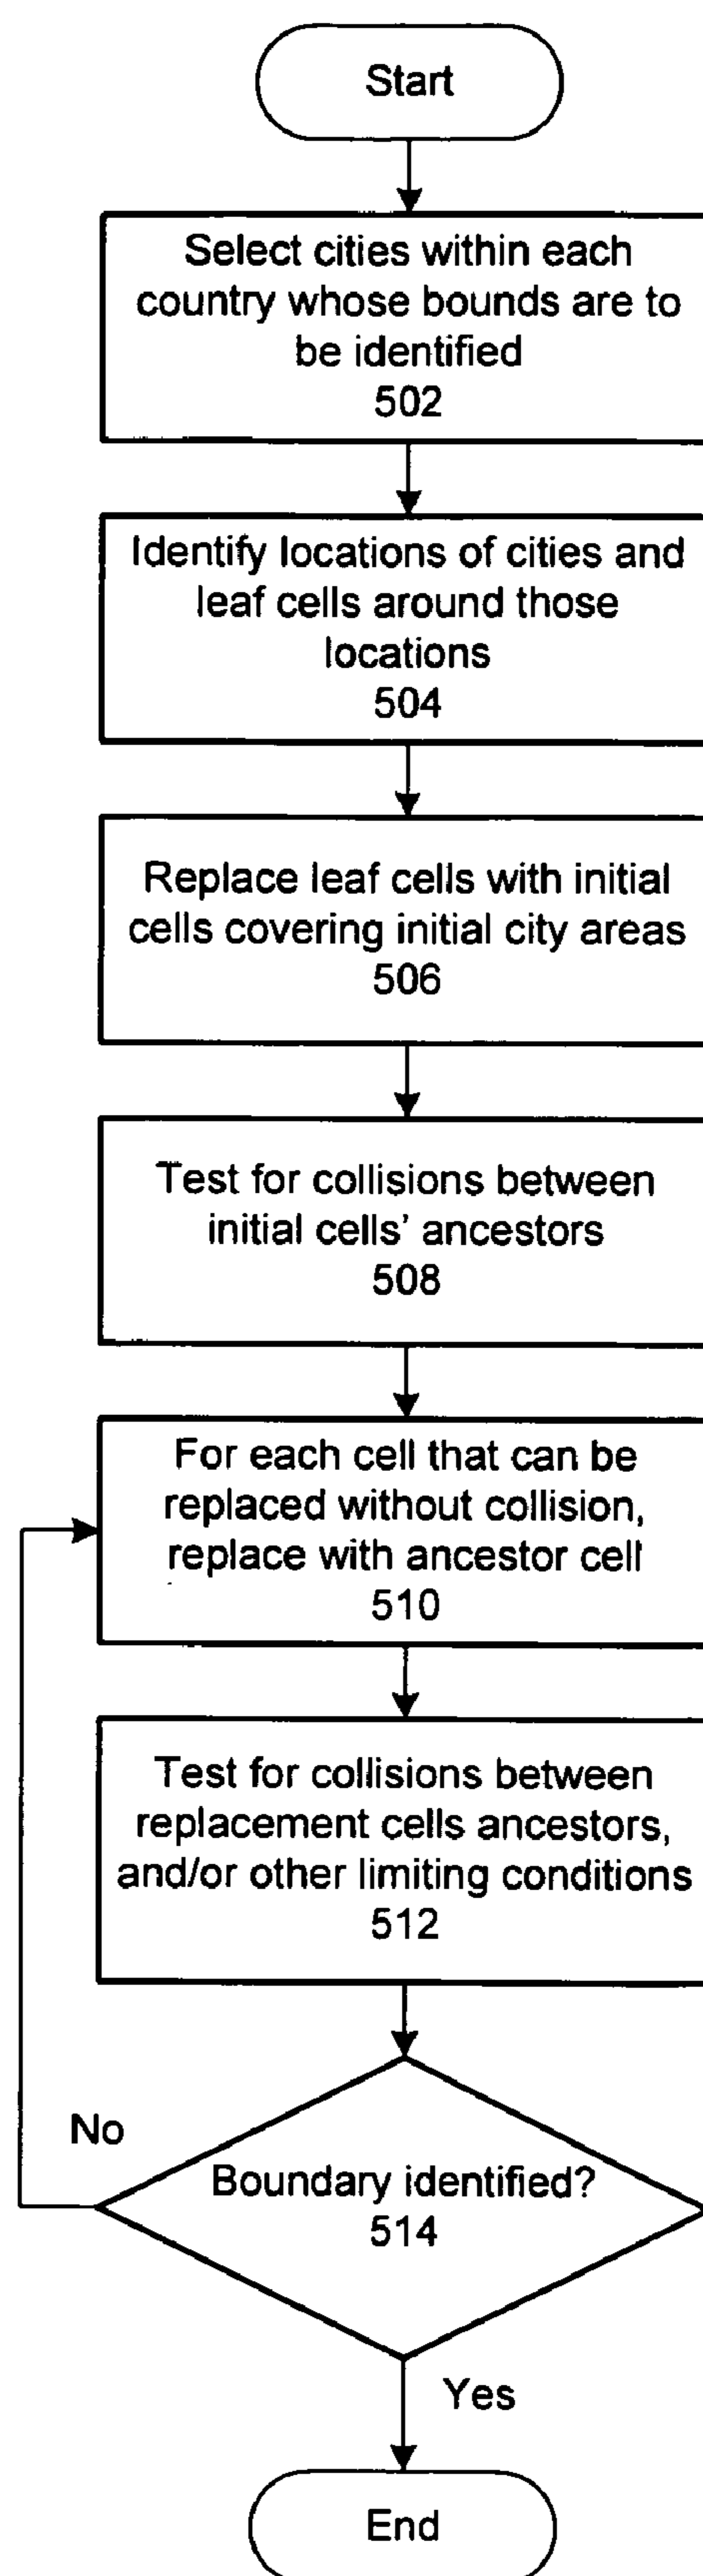 Start
Select cities within each
country whose bounds are to
be identified
502
Identify locations of cities and
leaf cells around those
locations
504
Replace leaf cells with initial
cells covering initial city areas
506
Test for collisions between
initial cells' ancestors
508
For each cell that can be
replaced without collision,
replace with ancestor cell
510
Test for collisions between
replacement cells ancestors,
and/or other limiting conditions
512
No
Boundary identified?
514
Yes
End